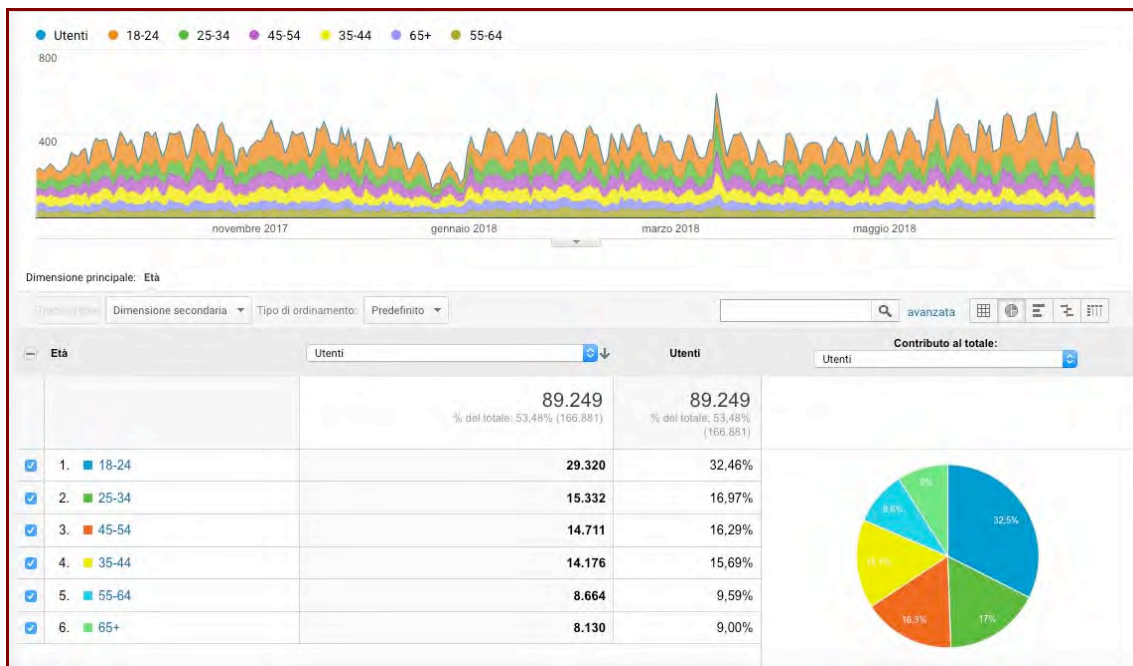 Utenti 18-24 25-34 45-54 35-44 65+ 55-64
800
400
novembre 2017 gennaio 2018 marzo 2018 maggio 2018
Dimensione principale: Età
Dimensione secondaria Tipo di ordinamento: Predefinito avanzata
Età Utenti Utenti Contributo al totale:
Utenti
89.249 89.249
% del totale: 53,48% (166.881) % del totale: 53,48%
(166.881)
1. 18-24 29.320 32,46%
2. 25-34 15.332 16,97%
3. 45-54 14.711 16,29%
4. 35-44 14.176 15,69%
5. 55-64 8.664 9,59%
6. 65+ 8.130 9,00%
9%
9,6%
32,5%
16,3%
17%